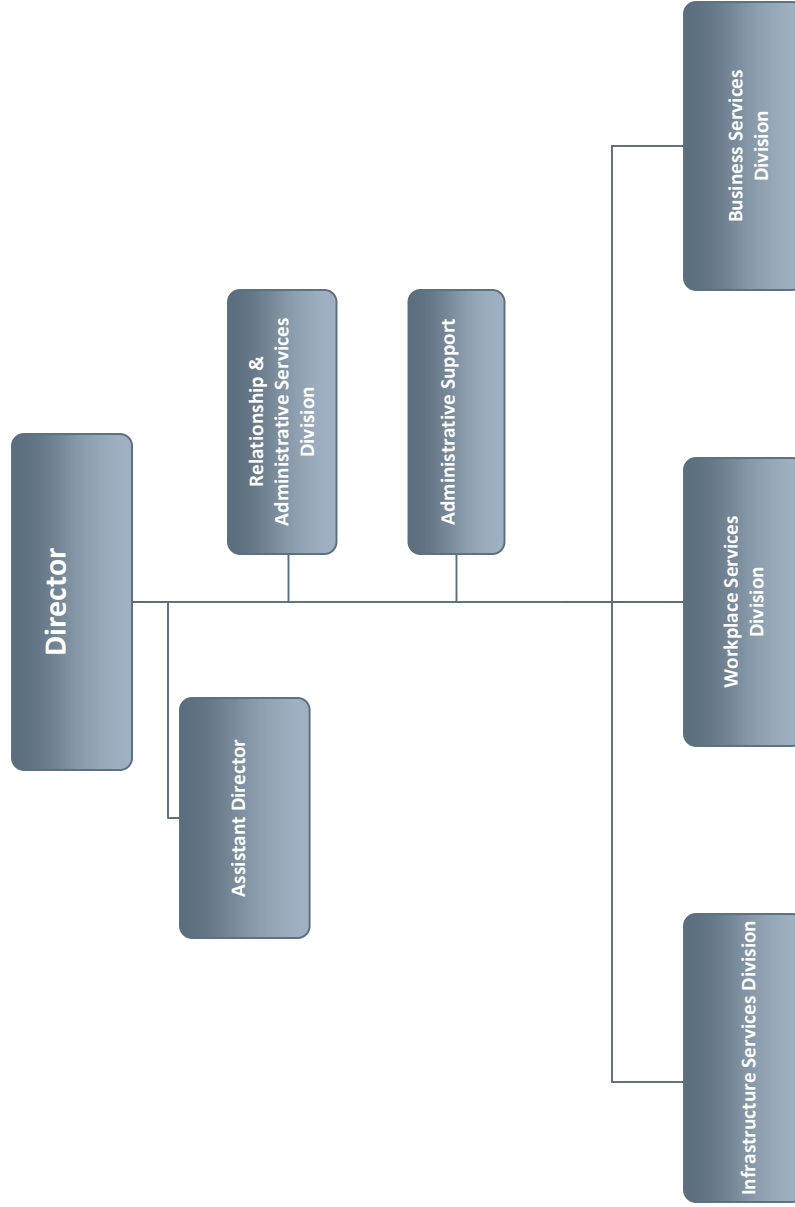 Director
Assistant Director
Relationship &
Administrative Services
Division
Administrative Support
Infrastructure Services Division
Workplace Services
Division
Business Services
Division